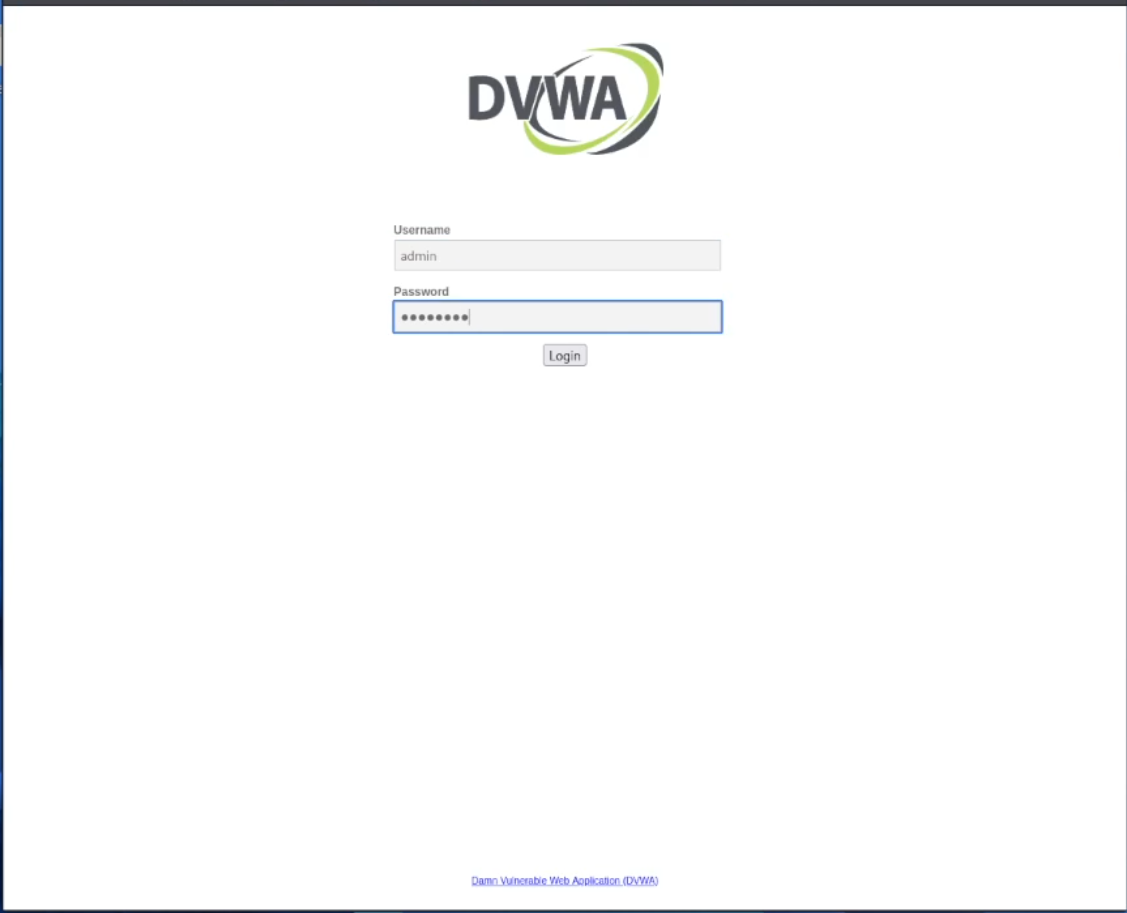 DVWA
Username
admin
Password
••••••••
Login
Damn Vulnerable Web Application (DVWA)